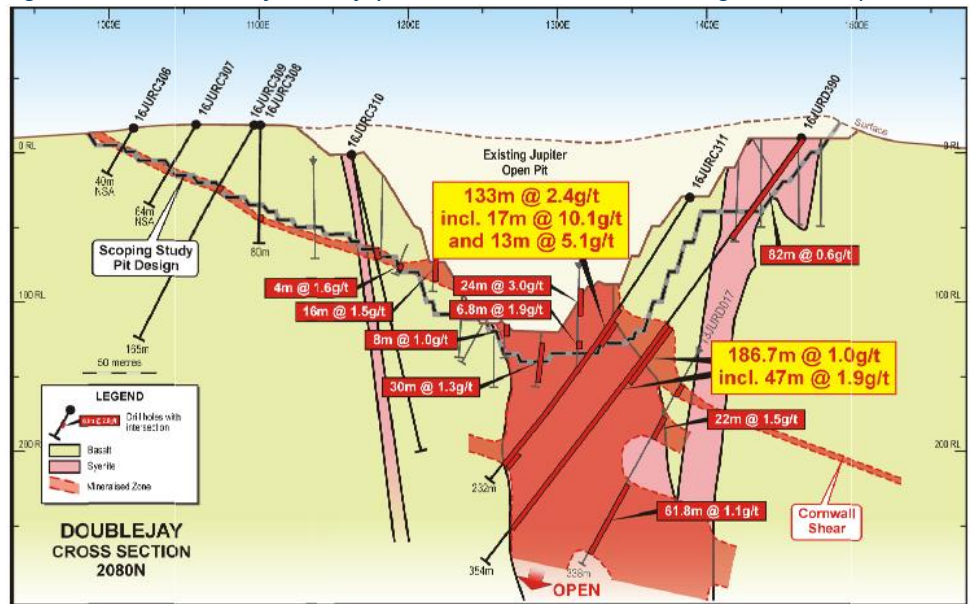 1000E
1100E
1200E
1300E
1400E
1500E
16JURC306
16JURC307
16JURC309
16JURC308
16JURC310
16JURC311
16JURD390
Surface
0 RL
0 RL
Existing Jupiter
Open Pit
40m
NSA
64m
NSA
80m
165m
Scoping Study
Pit Design
133m @ 2.4g/t
incl. 17m @ 10.1g/t
and 13m @ 5.1g/t
82m @ 0.6g/t
4m @ 1.6g/t
24m @ 3.0g/t
16m @ 1.5g/t
6.8m @ 1.9g/t
8m @ 1.0g/t
100 RL
100 RL
13JURD017
30m @ 1.3g/t
186.7m @ 1.0g/t
incl. 47m @ 1.9g/t
22m @ 1.5g/t
50 metres
LEGEND
Drill holes with
intersection
Basalt
Syenite
Mineralised Zone
200 RL
200 RL
232m
61.8m @ 1.1g/t
Cornwall
Shear
DOUBLEJAY
CROSS SECTION
2080N
354m
338m
OPEN